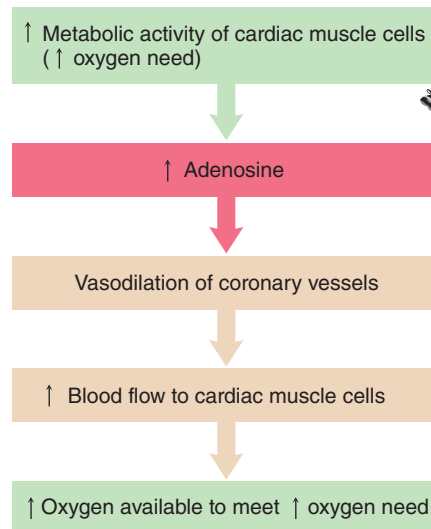 ↑ Metabolic activity of cardiac muscle cells
( ↑ oxygen need)
↑ Adenosine
Vasodilation of coronary vessels
↑ Blood flow to cardiac muscle cells
↑ Oxygen available to meet ↑ oxygen need